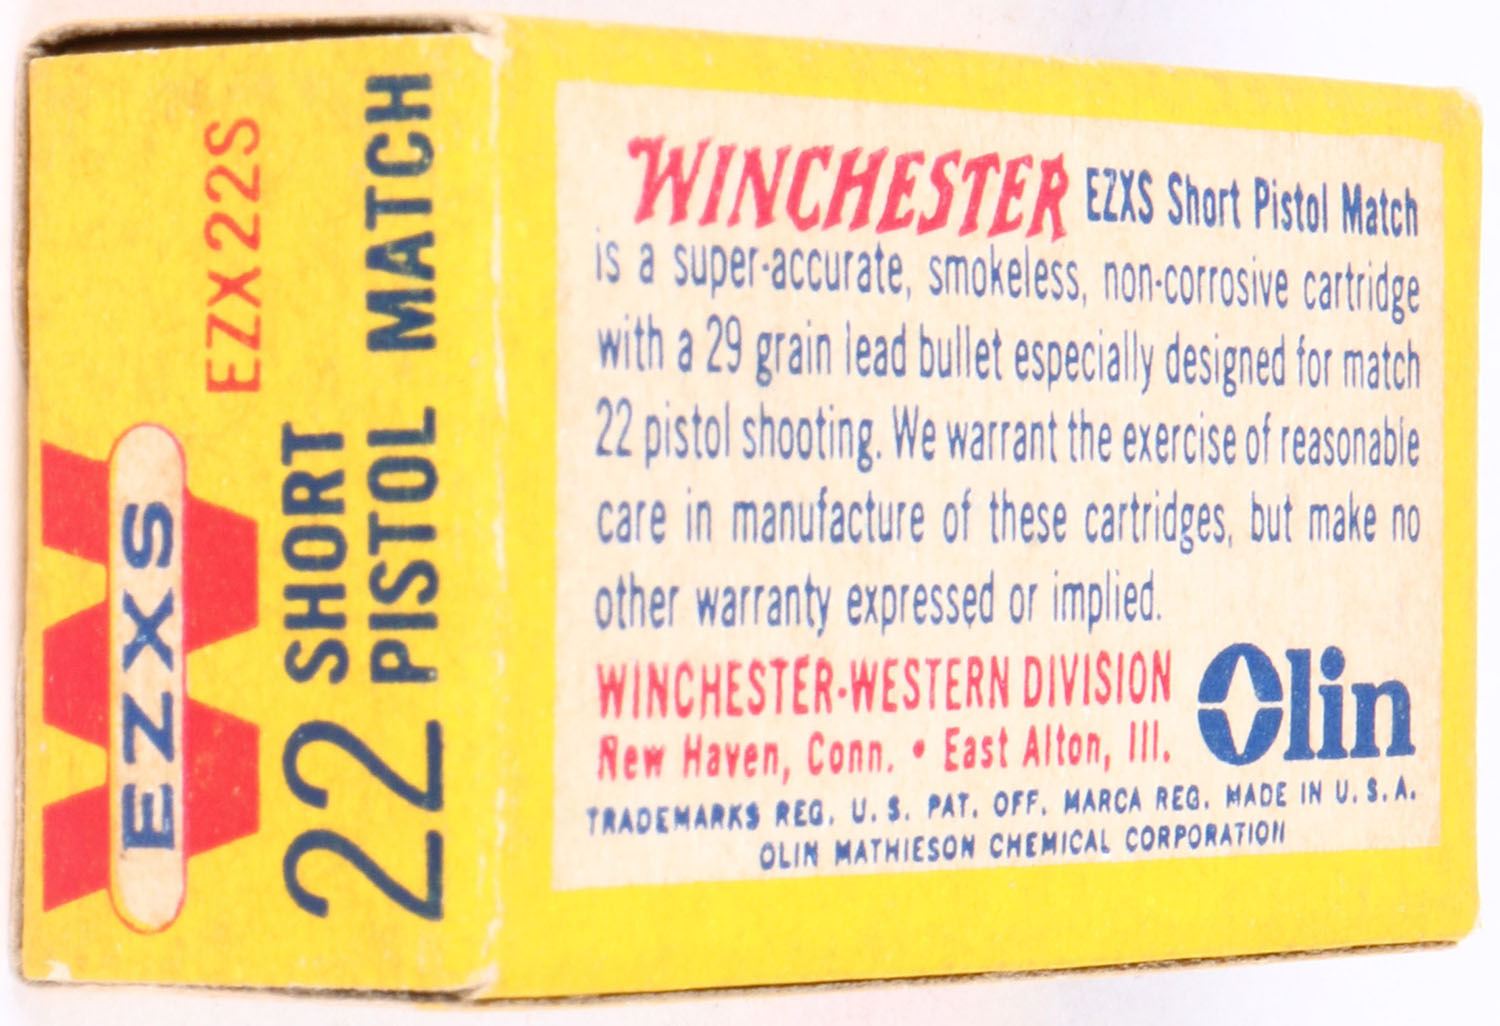 EZXS
EZX22S
22 SHORT
PISTOL MATCH
WINCHESTER EZXS Short Pistol Match
is a super-accurate, smokeless, non-corrosive cartridge
with a 29 grain lead bullet especially designed for match
22 pistol shooting. We warrant the exercise of reasonable
care in manufacture of these cartridges, but make no
other warranty expressed or implied.
WINCHESTER-WESTERN DIVISION
New Haven, Conn. • East Alton, Ill.
Olin
TRADEMARKS REG. U. S. PAT. OFF. MARCA REG. MADE IN U. S. A.
OLIN MATHIESON CHEMICAL CORPORATION